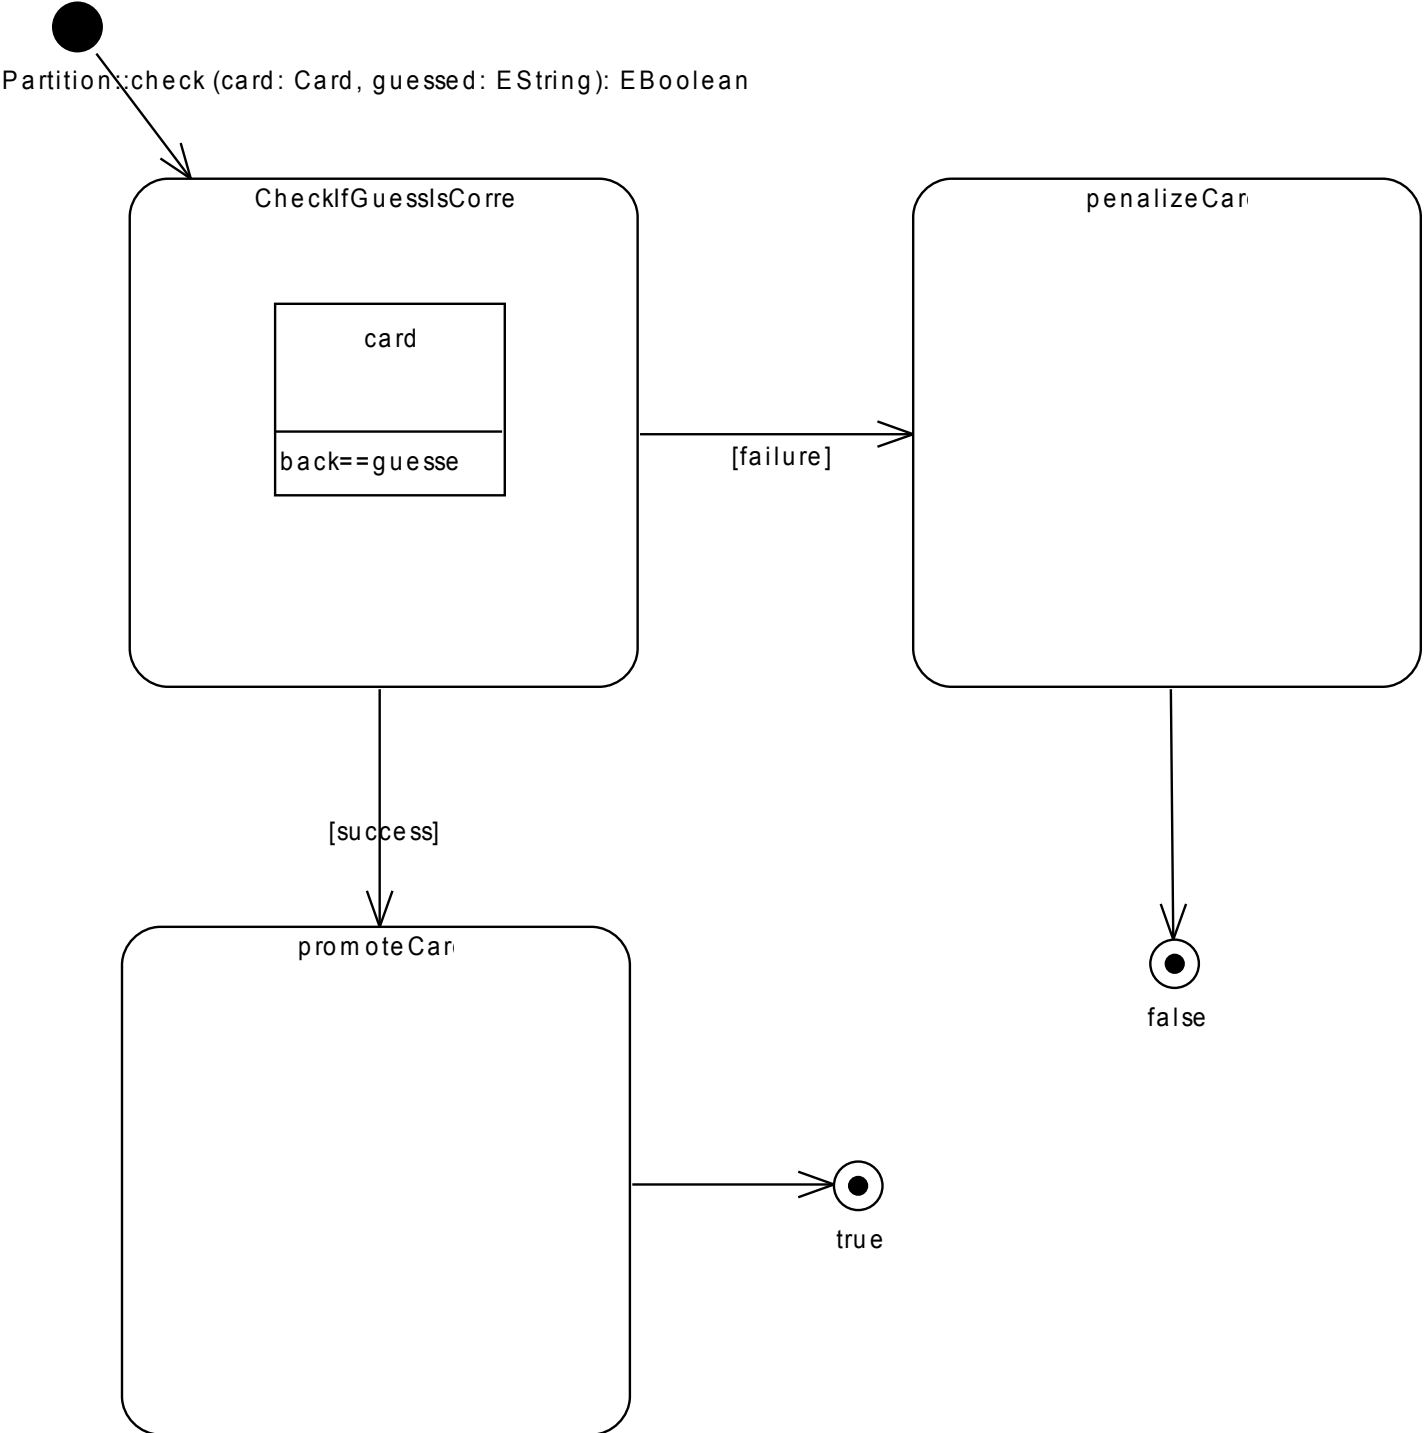 Partition::check (card: Card, guessed: EString): EBoolean
CheckIfGuessIsCorre
penalizeCar
card
back==guesse
[failure]
[success]
promoteCar
false
true